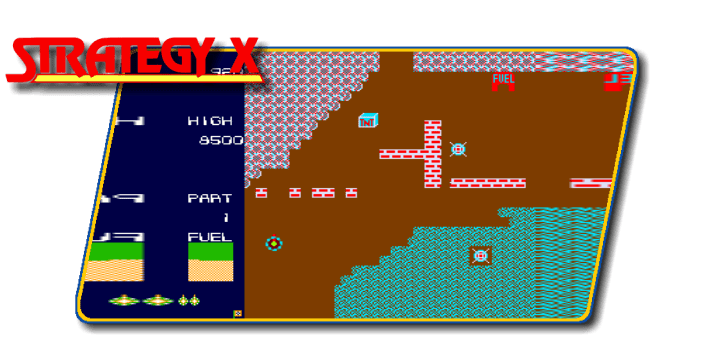 STRATEGY X
HIGH
8500
PART
1
FUEL
FUEL
TNT